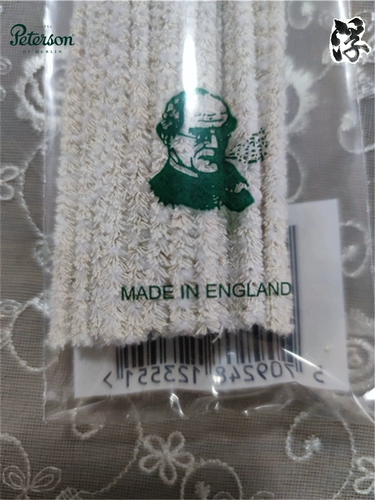 Peterson
OF DUBLIN
浮
MADE IN ENGLAND
5 709248 123551 >